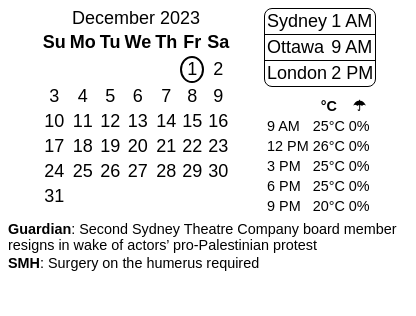 December 2023
Su Mo Tu We Th Fr Sa
1 2
3 4 5 6 7 8 9
10 11 12 13 14 15 16
17 18 19 20 21 22 23
24 25 26 27 28 29 30
31
Sydney 1 AM
Ottawa 9 AM
London 2 PM
°C ☂
9 AM 25°C 0%
12 PM 26°C 0%
3 PM 25°C 0%
6 PM 25°C 0%
9 PM 20°C 0%
Guardian: Second Sydney Theatre Company board member
resigns in wake of actors’ pro-Palestinian protest
SMH: Surgery on the humerus required